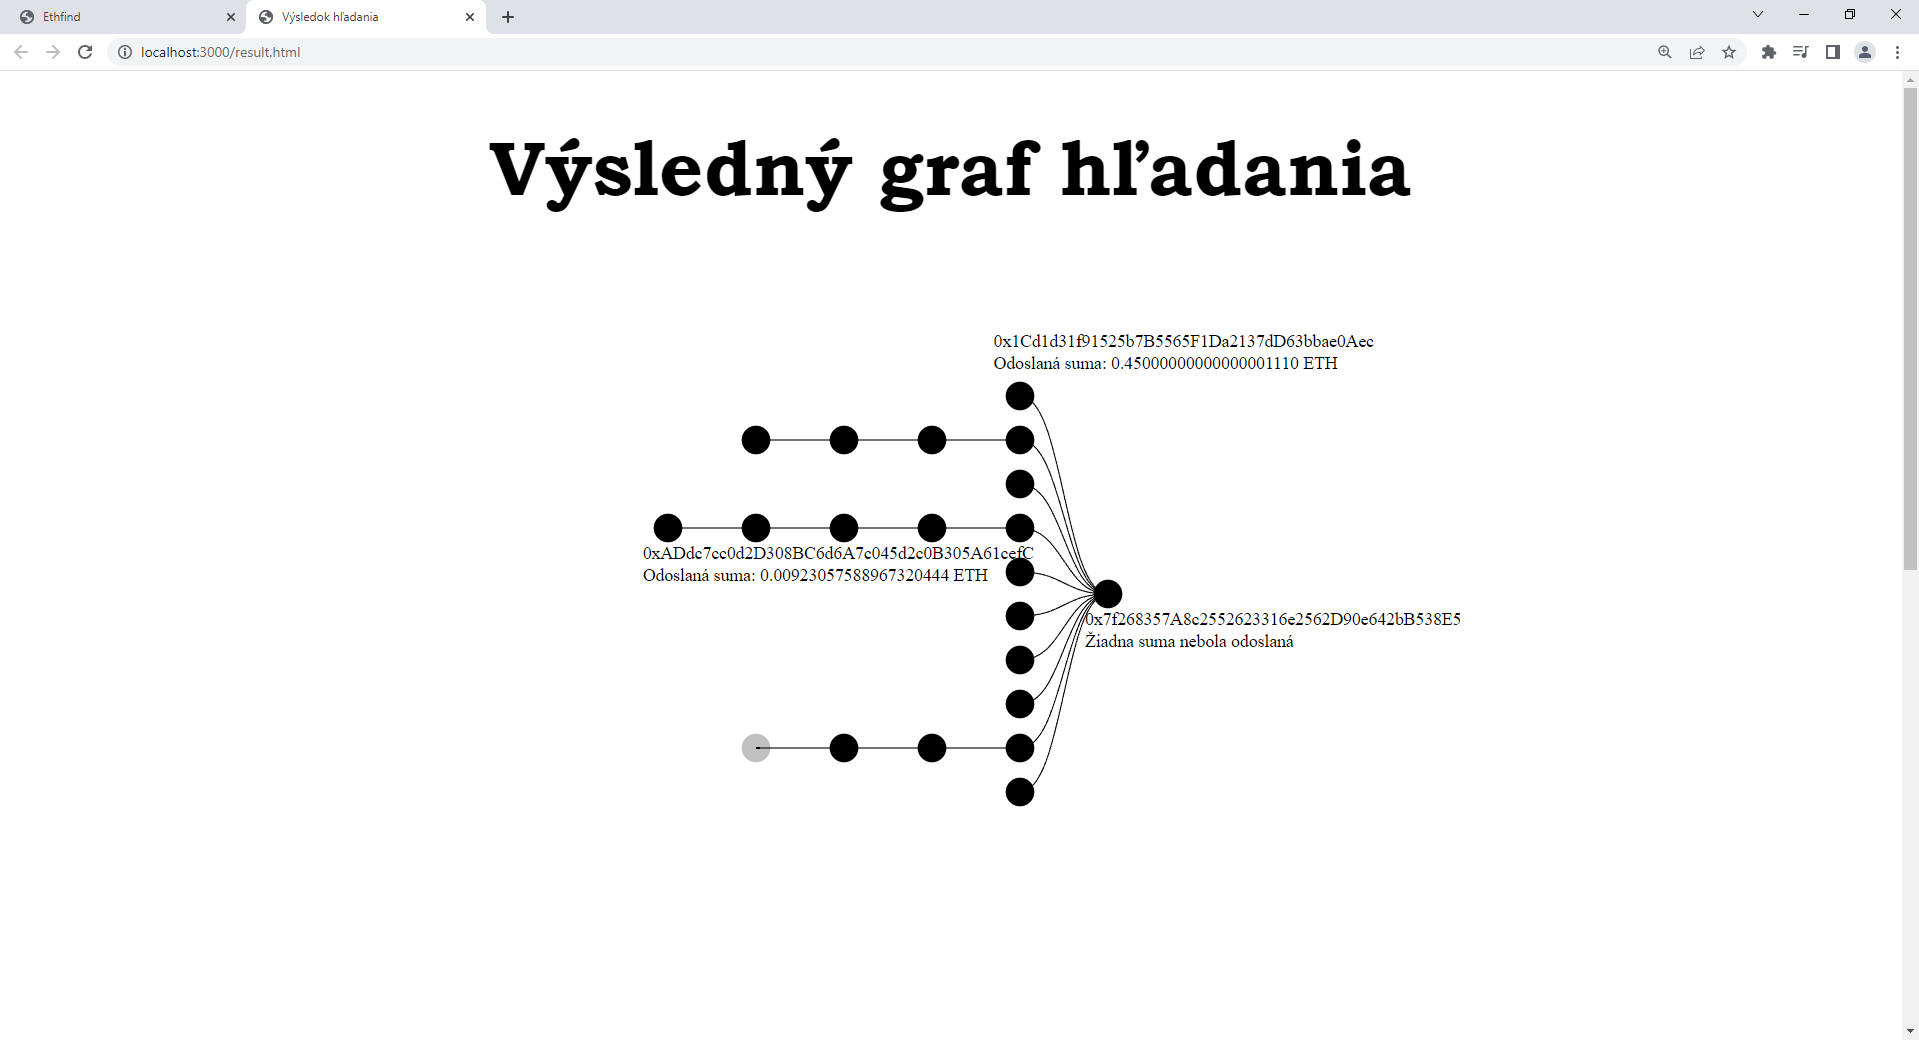 Ethfind
Výsledok hľadania
localhost:3000/result.html
Výsledný graf hľadania
0x1Cd1d31f91525b7B5565F1Da2137dD63bbae0Aec
Odoslaná suma: 0.45000000000000001110 ETH
0xADdc7cc0d2D308BC6d6A7c045d2c0B305A61cefC
Odoslaná suma: 0.00923057588967320444 ETH
0x7f268357A8c2552623316e2562D90e642bB538E5
Žiadna suma nebola odoslaná